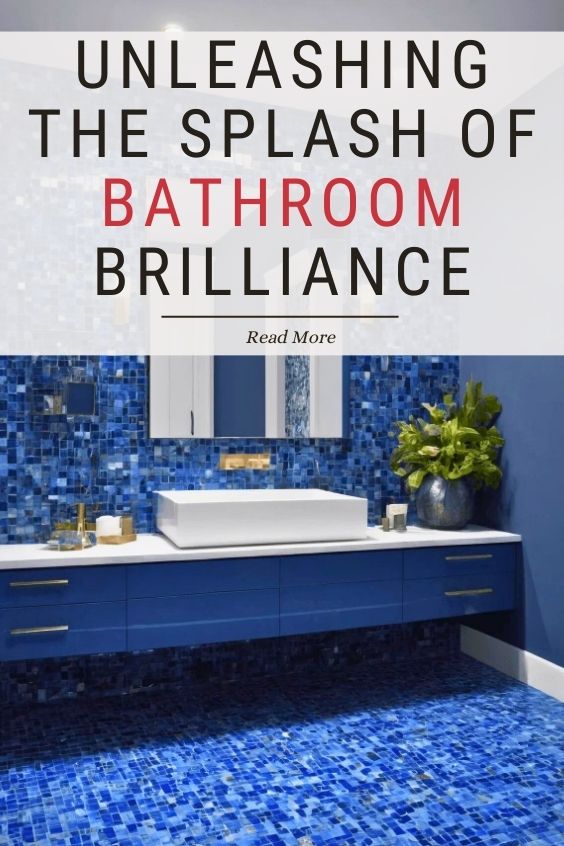 UNLEASHING
THE SPLASH OF
BATHROOM
BRILLIANCE
Read More